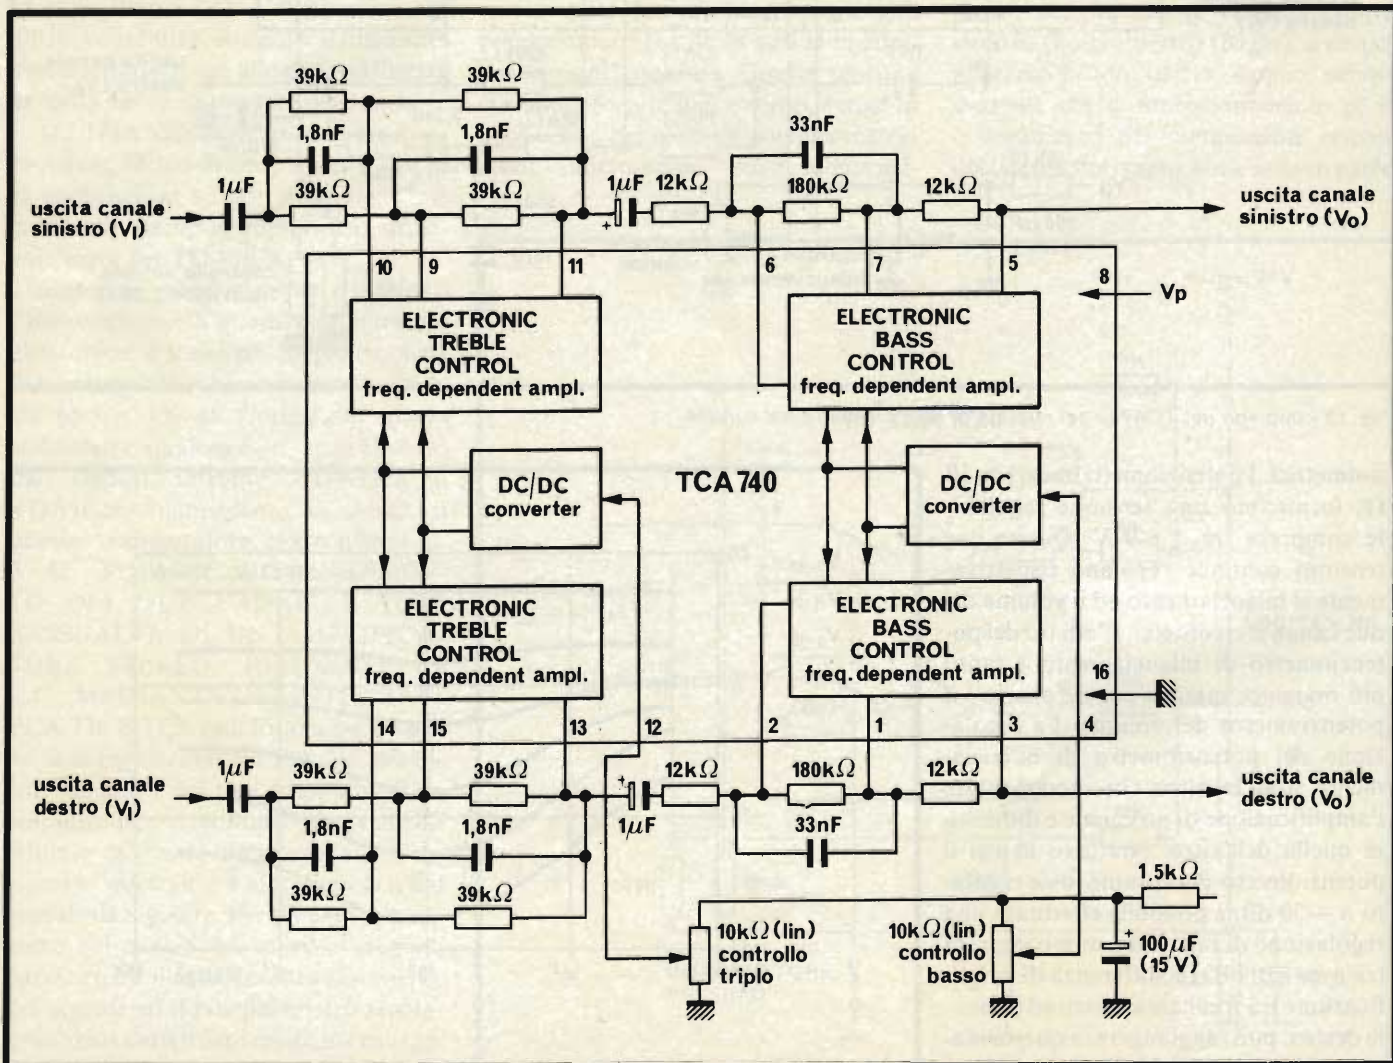 39kΩ
39kΩ
1,8nF
1,8nF
33nF
1µF
39kΩ
39kΩ
1µF
12kΩ
180kΩ
12kΩ
+
uscita canale
sinistro (VI)
uscita canale
sinistro (Vo)
10
9
11
6
7
5
8
Vp
ELECTRONIC
TREBLE
CONTROL
freq. dependent ampl.
ELECTRONIC
BASS
CONTROL
freq. dependent ampl.
DC/DC
converter
TCA740
DC/DC
converter
ELECTRONIC
TREBLE
CONTROL
freq. dependent ampl.
ELECTRONIC
BASS
CONTROL
freq. dependent ampl.
16
14
15
13
12
2
1
3
4
uscita canale
destro (VI)
1µF
39kΩ
39kΩ
+
1µF
12kΩ
180kΩ
12kΩ
uscita canale
destro (Vo)
1,8nF
1,8nF
33nF
39kΩ
39kΩ
1,5kΩ
10kΩ (lin)
controllo
triplo
10kΩ (lin)
controllo
basso
+
100µF
(15V)